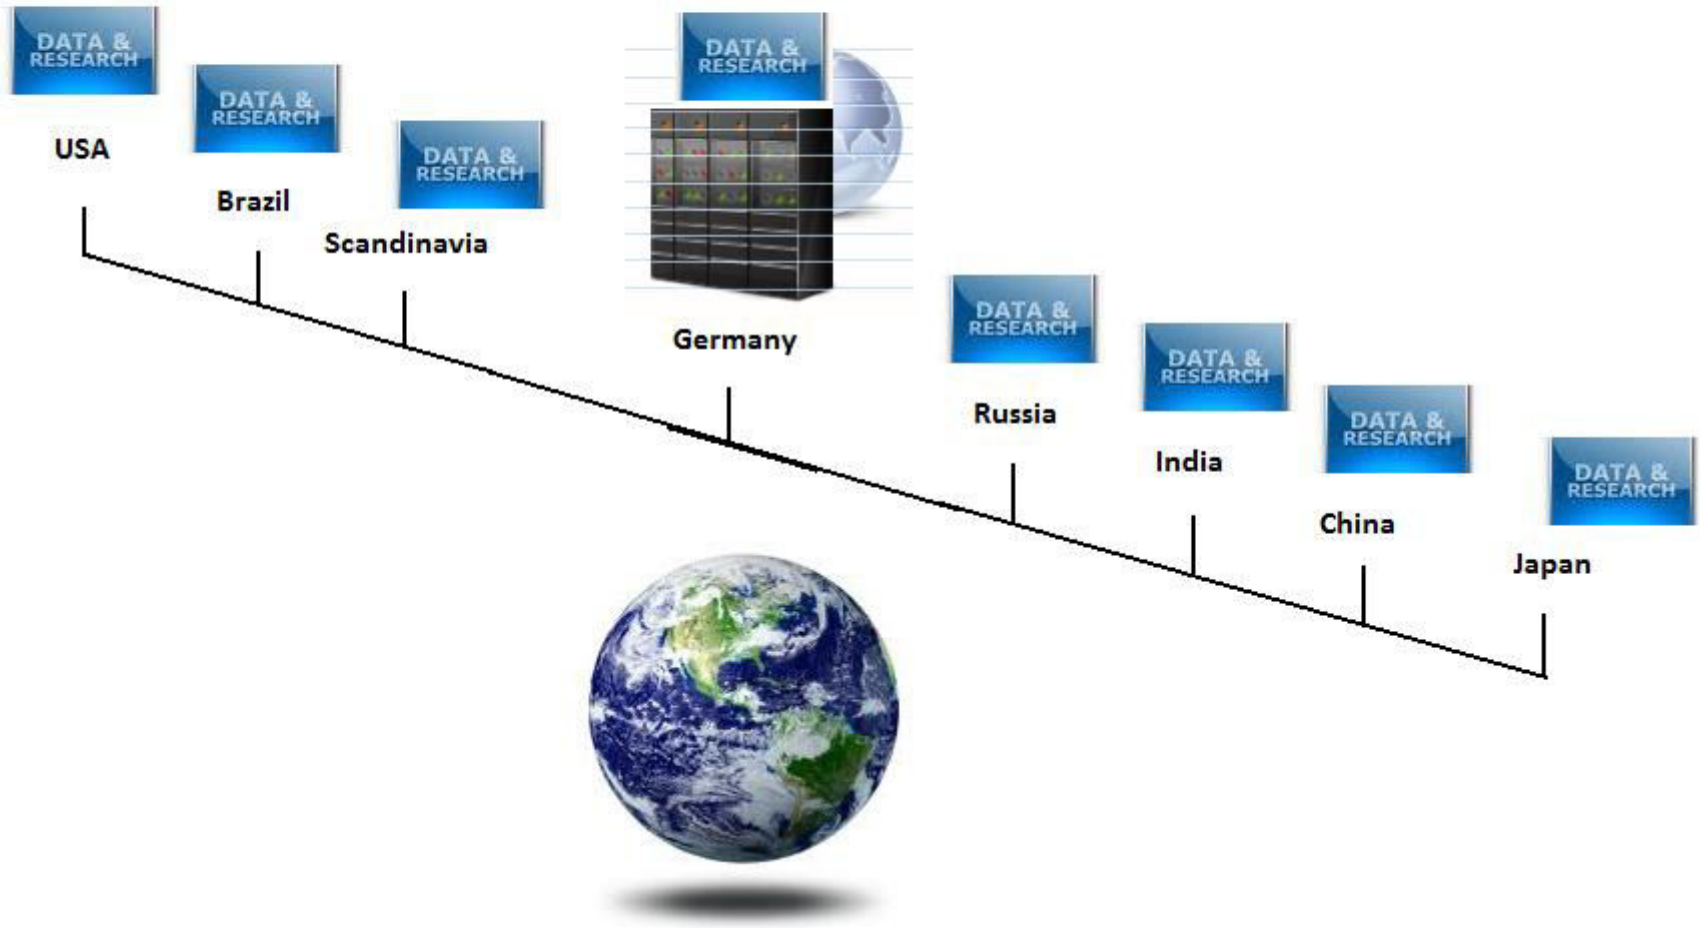 DATA &
RESEARCH
USA
DATA &
RESEARCH
Brazil
DATA &
RESEARCH
Scandinavia
DATA &
RESEARCH
Germany
DATA &
RESEARCH
Russia
DATA &
RESEARCH
India
DATA &
RESEARCH
China
DATA &
RESEARCH
Japan